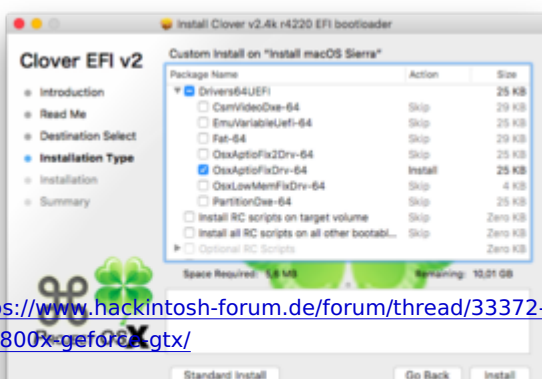 Install Clover v2.4k r4220 EFI bootloader
Clover EFI v2
Custom Install on "Install macOS Sierra"
Package Name Action Size
Drivers64UEFI 25 KB
CsmVideoDxe-64 Skip 29 KB
EmuVariableUefi-64 Skip 25 KB
Fat-64 Skip 29 KB
OsxAptioFix2Drv-64 Skip 25 KB
OsxAptioFixDrv-64 Install 25 KB
OsxLowMemFixDrv-64 Skip 4 KB
PartitionDxe-64 Skip 25 KB
Install RC scripts on target volume Skip Zero KB
Install all RC scripts on all other bootabl... Skip Zero KB
Optional RC Scripts Zero KB
Introduction
Read Me
Destination Select
Installation Type
Installation
Summary
Space Required: 5,6 MB Remaining: 10,01 GB
ps://www.hackintosh-forum.de/forum/thread/33372-
800x-geforce-gtx/
X
Standard Install Go Back Install